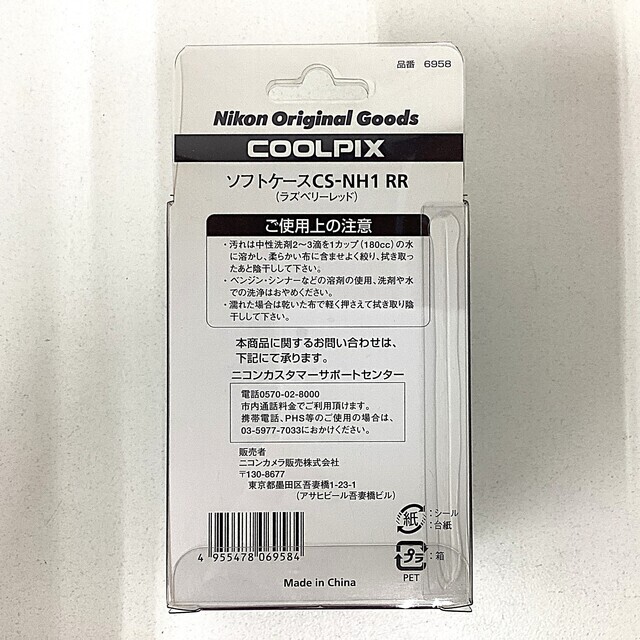 品番 6958
Nikon Original Goods
COOLPIX
ソフトケースCS-NH1 RR
(ラズベリーレッド)
ご使用上の注意
・汚れは中性洗剤2〜3滴を1カップ(180cc)の水
に溶かし、柔らかい布に含ませよく絞り、拭き取っ
たあと陰干しして下さい。
・ベンジン・シンナーなどの溶剤の使用、洗剤や水
での洗浄はおやめください。
・濡れた場合は乾いた布で軽く押さえて拭き取り陰
干しして下さい。
本商品に関するお問い合わせは、
下記にて承ります。
ニコンカスタマーサポートセンター
電話0570-02-8000
市内通話料金でご利用頂けます。
携帯電話、PHS等のご使用の場合は、
03-5977-7033におかけください。
販売者
ニコンカメラ販売株式会社
〒130-8677
東京都墨田区吾妻橋1-23-1
(アサヒビール吾妻橋ビル)
紙 :シール
:台紙
プラ :箱
PET
4 955478 069584
Made in China